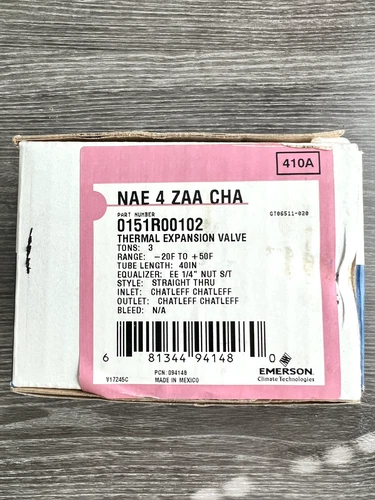 410A
NAE 4 ZAA CHA
PART NUMBER GT06511-020
0151R00102
THERMAL EXPANSION VALVE
TONS: 3
RANGE: -20F TO +50F
TUBE LENGTH: 40IN
EQUALIZER: EE 1/4" NUT S/T
STYLE: STRAIGHT THRU
INLET: CHATLEFF CHATLEFF
OUTLET: CHATLEFF CHATLEFF
BLEED: N/A
6 81344 94148 0
EMERSON
Climate Technologies
PCN: 094148
V17245C MADE IN MEXICO